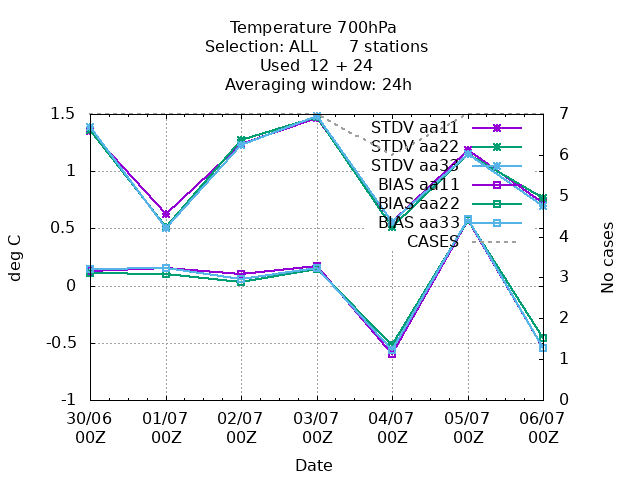 Temperature 700hPa
Selection: ALL      7 stations
Used  12 + 24
Averaging window: 24h
deg C
1.5
1
0.5
0
-0.5
-1
7
6
5
4
3
2
1
0
No cases
STDV aa11
STDV aa22
STDV aa33
BIAS aa11
BIAS aa22
BIAS aa33
CASES
30/06 01/07 02/07 03/07 04/07 05/07 06/07
00Z 00Z 00Z 00Z 00Z 00Z 00Z
Date